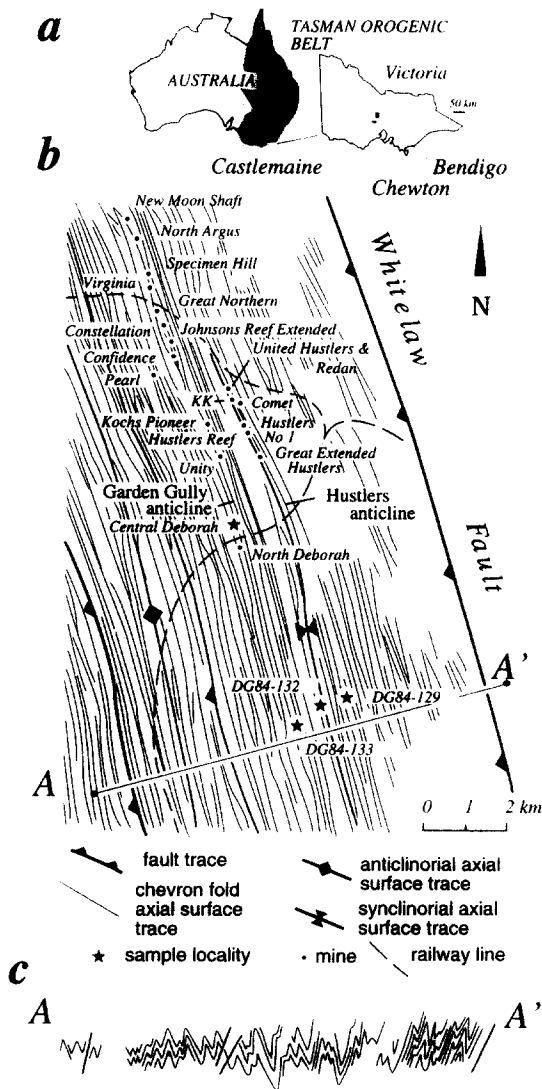 a
TASMAN OROGENIC
BELT
AUSTRALIA
Victoria
50 km
b
Castlemaine
Bendigo
Chewton
New Moon Shaft
North Argus
Specimen Hill
Virginia
Great Northern
Constellation
Johnsons Reef Extended
Confidence
United Hustlers &
Redan
Pearl
KK
Comet
Kochs Pioneer
Hustlers
No 1
Hustlers Reef
Great Extended
Hustlers
Unity
Garden Gully
anticline
Hustlers
anticline
Central Deborah
North Deborah
Whitelaw
Fault
N
DG84-132
DG84-129
DG84-133
A
A'
0 1 2 km
fault trace
anticlinorial axial
surface trace
chevron fold
axial surface
trace
synclinorial axial
surface trace
sample locality
mine
railway line
c
A
A'